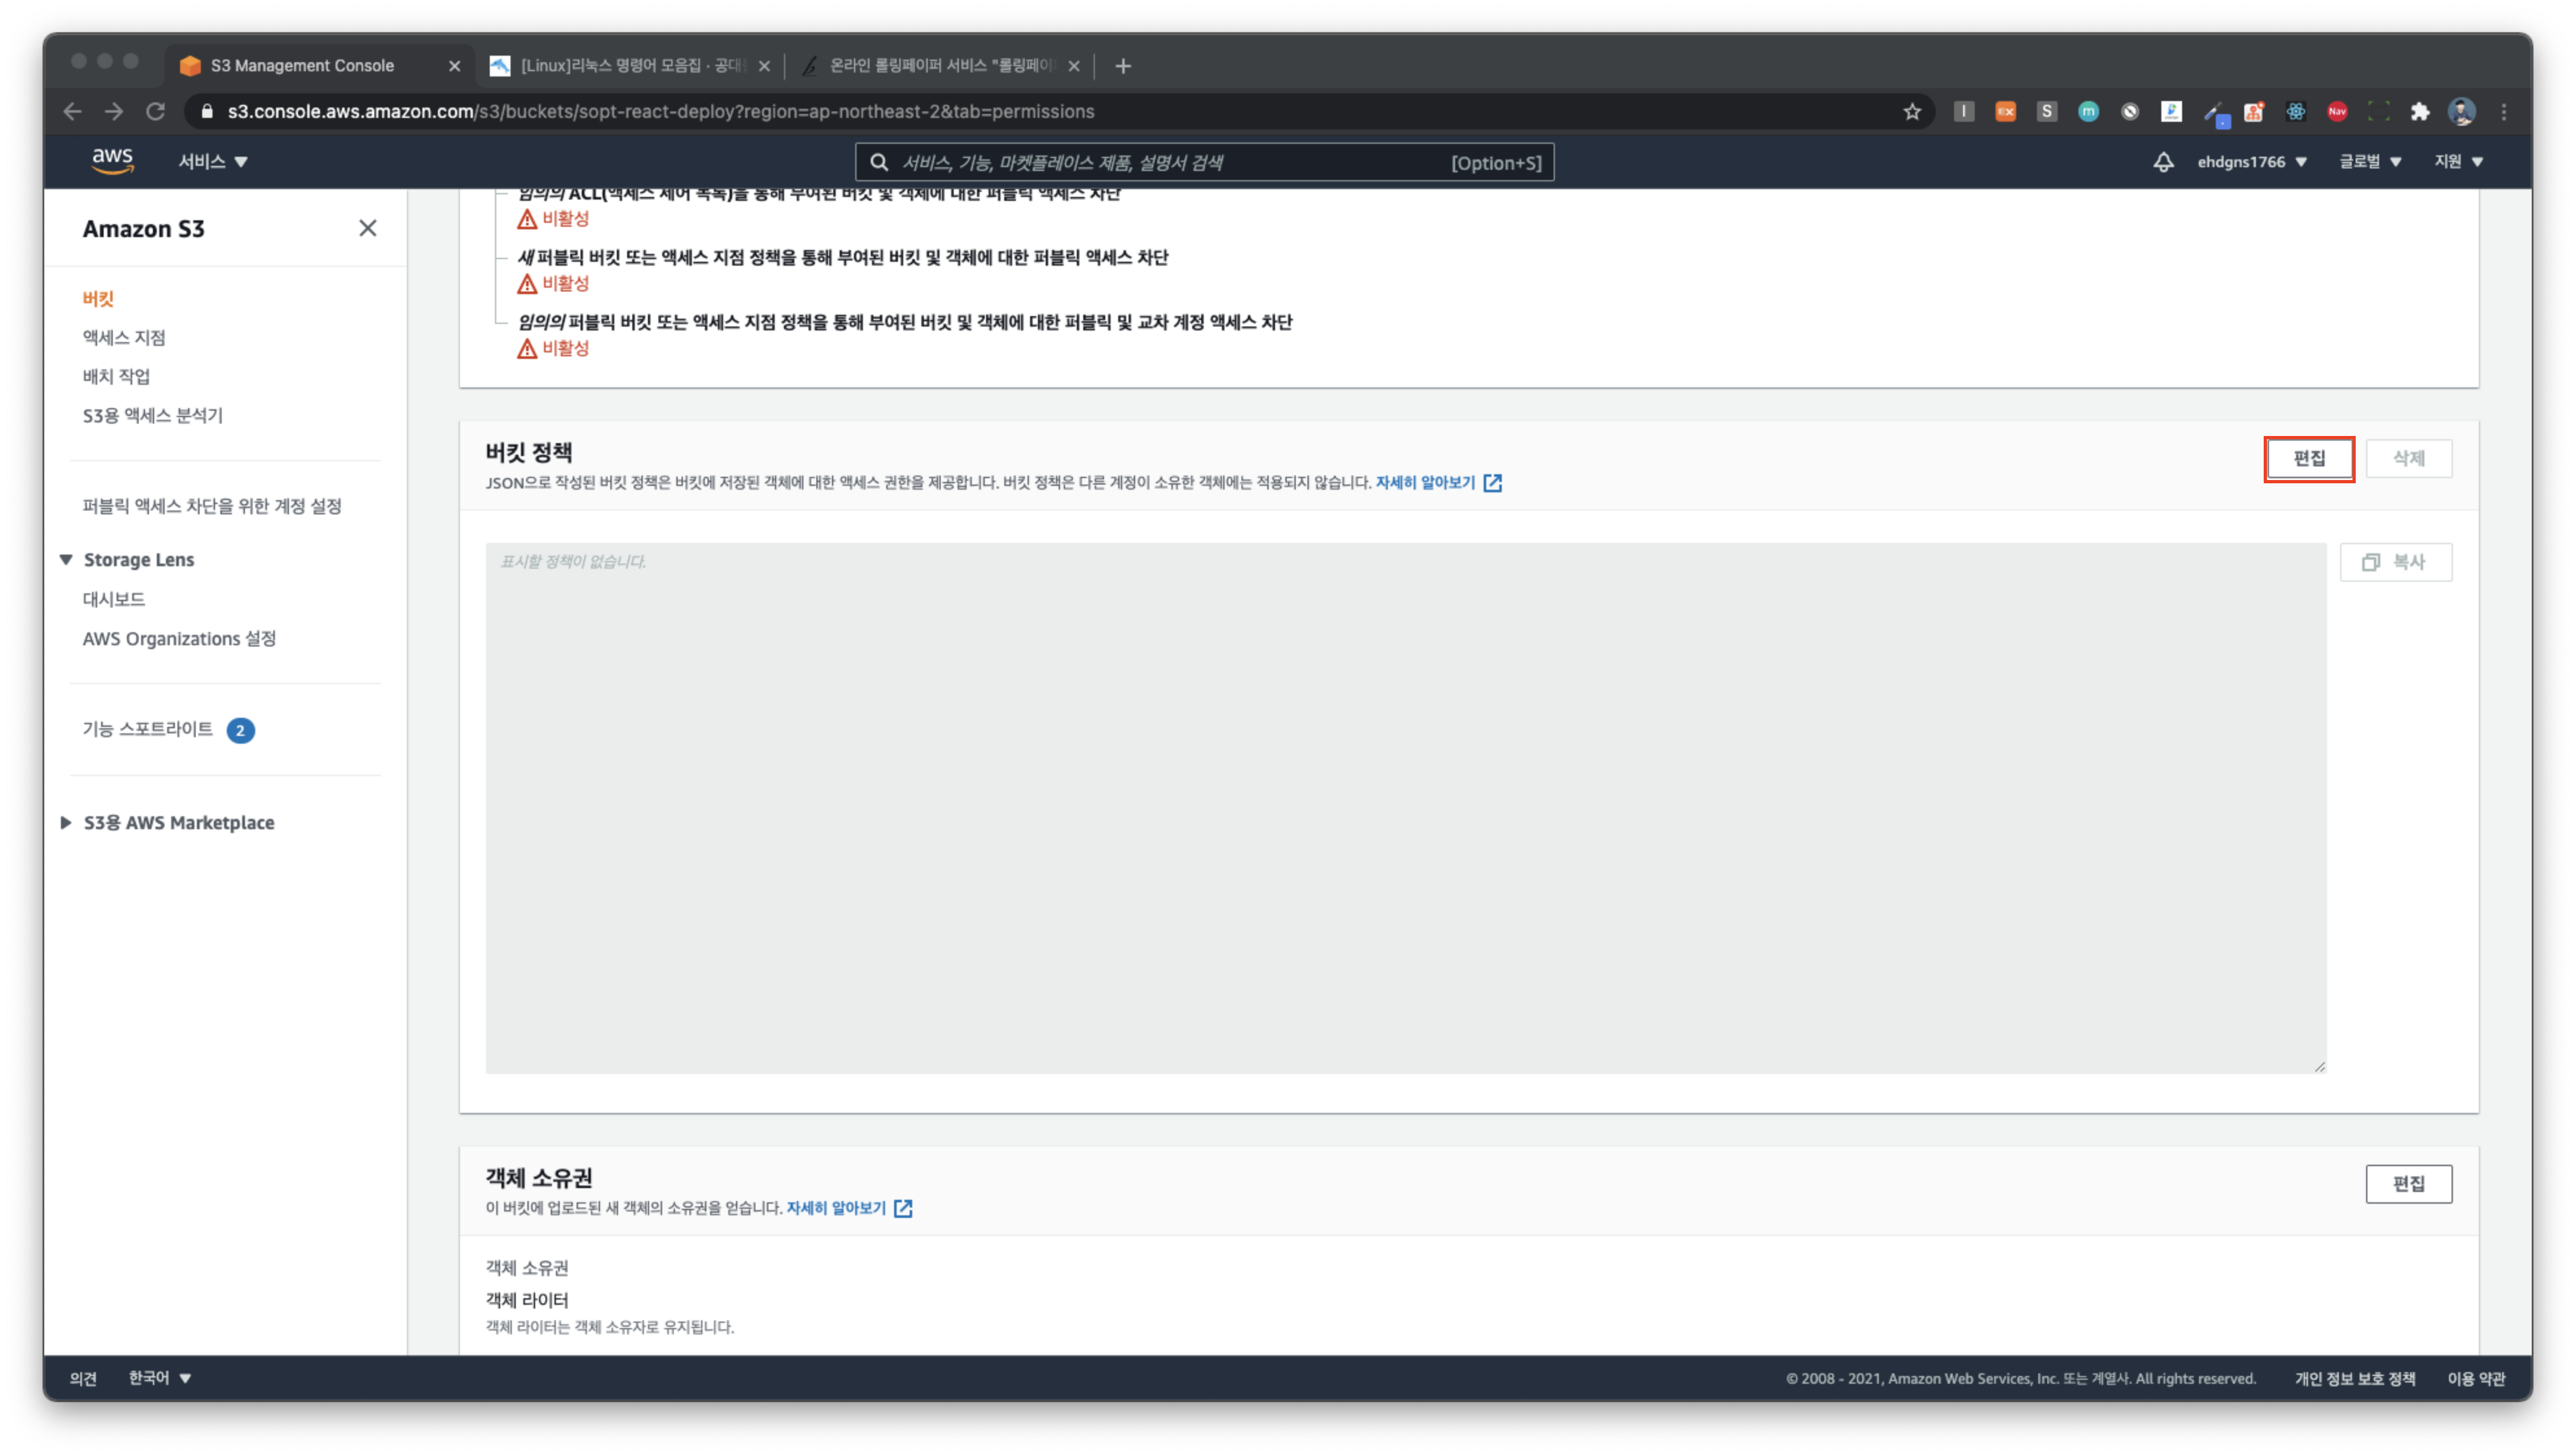 S3 Management Console
[Linux]리눅스 명령어 모음집 · 공대
온라인 롤링페이퍼 서비스 "롤링페이
s3.console.aws.amazon.com/s3/buckets/sopt-react-deploy?region=ap-northeast-2&tab=permissions
I
EX
S
m
Nav
aws
서비스
서비스, 기능, 마켓플레이스 제품, 설명서 검색
[Option+S]
ehdgns1766
글로벌
지원
Amazon S3
버킷
액세스 지점
배치 작업
S3용 액세스 분석기
퍼블릭 액세스 차단을 위한 계정 설정
Storage Lens
대시보드
AWS Organizations 설정
기능 스포트라이트 2
S3용 AWS Marketplace
임의의 ACL(액세스 제어 목록)을 통해 부여된 버킷 및 객체에 대한 퍼블릭 액세스 차단
비활성
새 퍼블릭 버킷 또는 액세스 지점 정책을 통해 부여된 버킷 및 객체에 대한 퍼블릭 액세스 차단
비활성
임의의 퍼블릭 버킷 또는 액세스 지점 정책을 통해 부여된 버킷 및 객체에 대한 퍼블릭 및 교차 계정 액세스 차단
비활성
버킷 정책
JSON으로 작성된 버킷 정책은 버킷에 저장된 객체에 대한 액세스 권한을 제공합니다. 버킷 정책은 다른 계정이 소유한 객체에는 적용되지 않습니다. 자세히 알아보기
편집
삭제
표시할 정책이 없습니다.
복사
객체 소유권
이 버킷에 업로드된 새 객체의 소유권을 얻습니다. 자세히 알아보기
편집
객체 소유권
객체 라이터
객체 라이터는 객체 소유자로 유지됩니다.
의견
한국어
© 2008 - 2021, Amazon Web Services, Inc. 또는 계열사. All rights reserved.
개인 정보 보호 정책
이용 약관